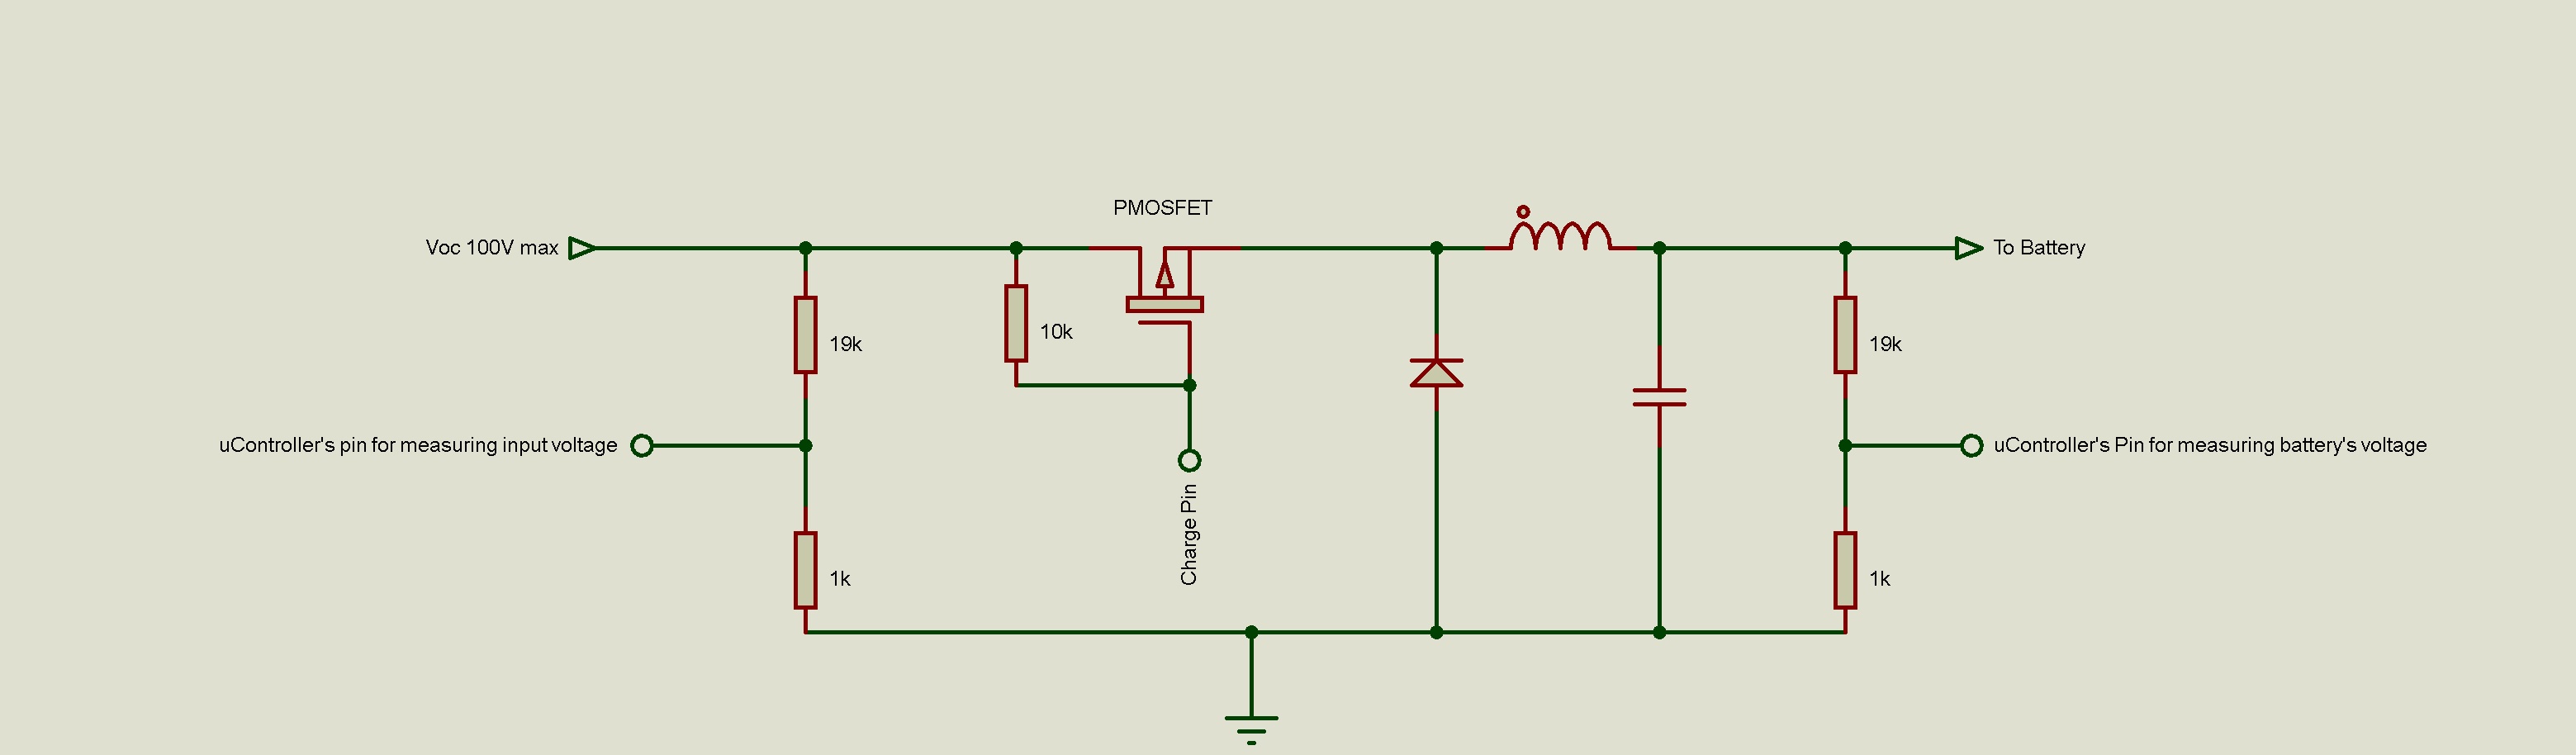 PMOSFET
Voc 100V max
To Battery
19k
10k
19k
uController's pin for measuring input voltage
uController's Pin for measuring battery's voltage
Charge Pin
1k
1k